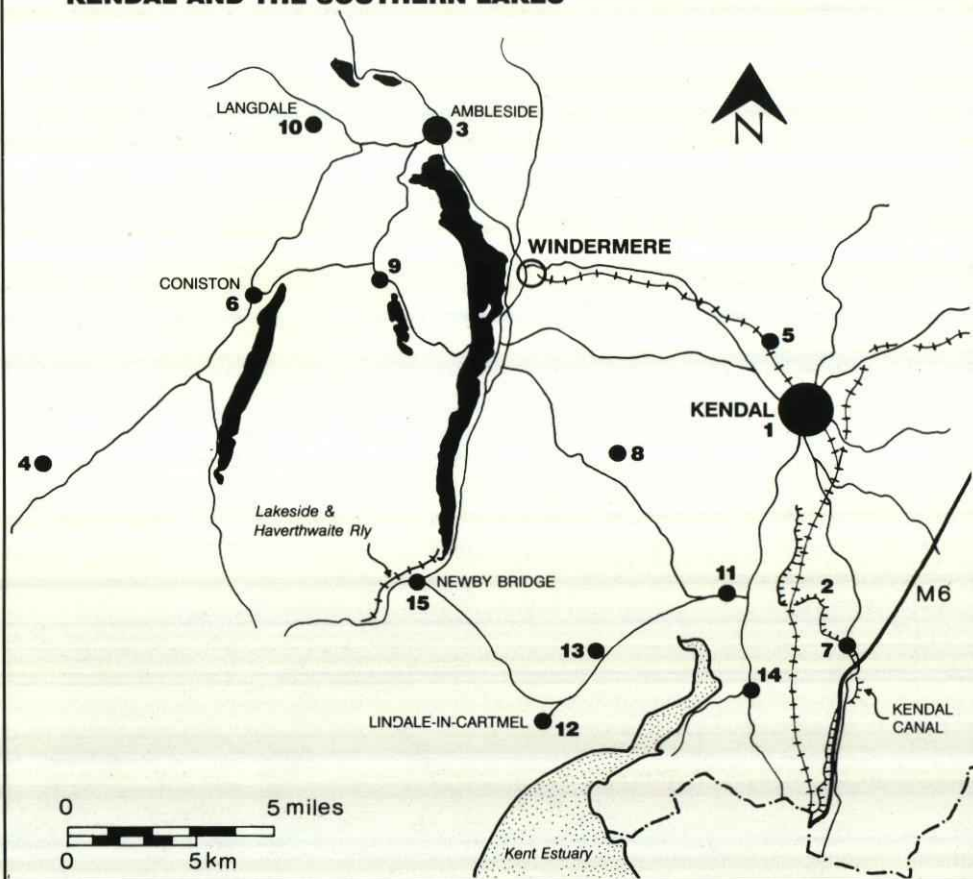 KENDAL AND THE SOUTHERN LAKES
LANGDALE
10
AMBLESIDE
3
N
WINDERMERE
CONISTON
6
9
5
KENDAL
1
4
8
Lakeside &
Haverthwaite Rly
NEWBY BRIDGE
15
11
2
M6
13
7
14
KENDAL
CANAL
LINDALE-IN-CARTMEL
12
0
5 miles
0
5 km
Kent Estuary